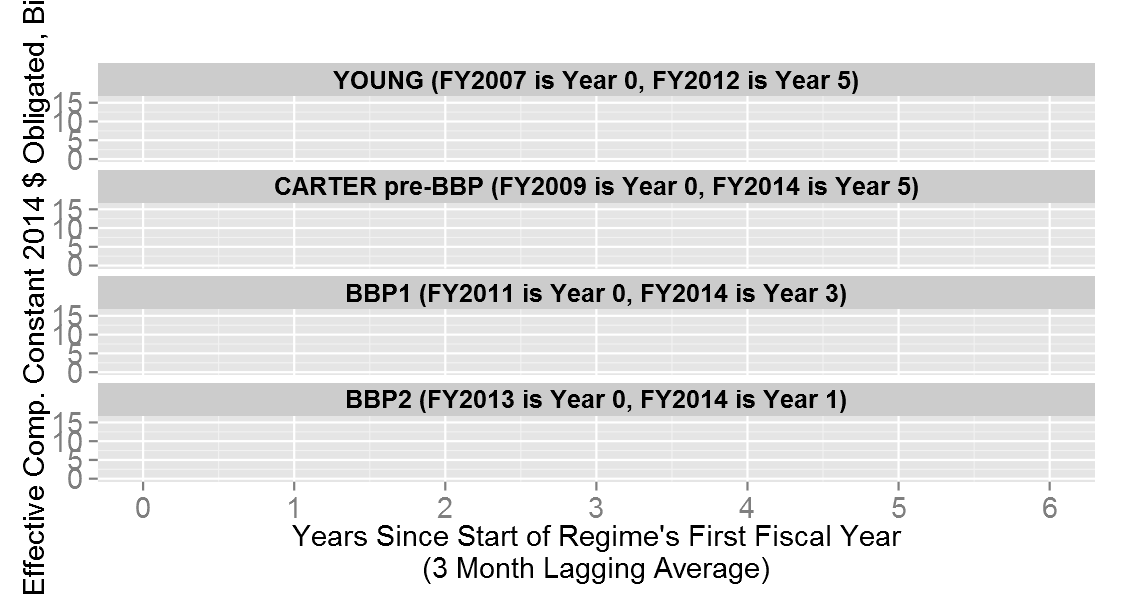 Effective Comp. Constant 2014 $ Obligated, Bi
YOUNG (FY2007 is Year 0, FY2012 is Year 5)
15
10
5
0
CARTER pre-BBP (FY2009 is Year 0, FY2014 is Year 5)
15
10
5
0
BBP1 (FY2011 is Year 0, FY2014 is Year 3)
15
10
5
0
BBP2 (FY2013 is Year 0, FY2014 is Year 1)
15
10
5
0
0 1 2 3 4 5 6
Years Since Start of Regime's First Fiscal Year
(3 Month Lagging Average)